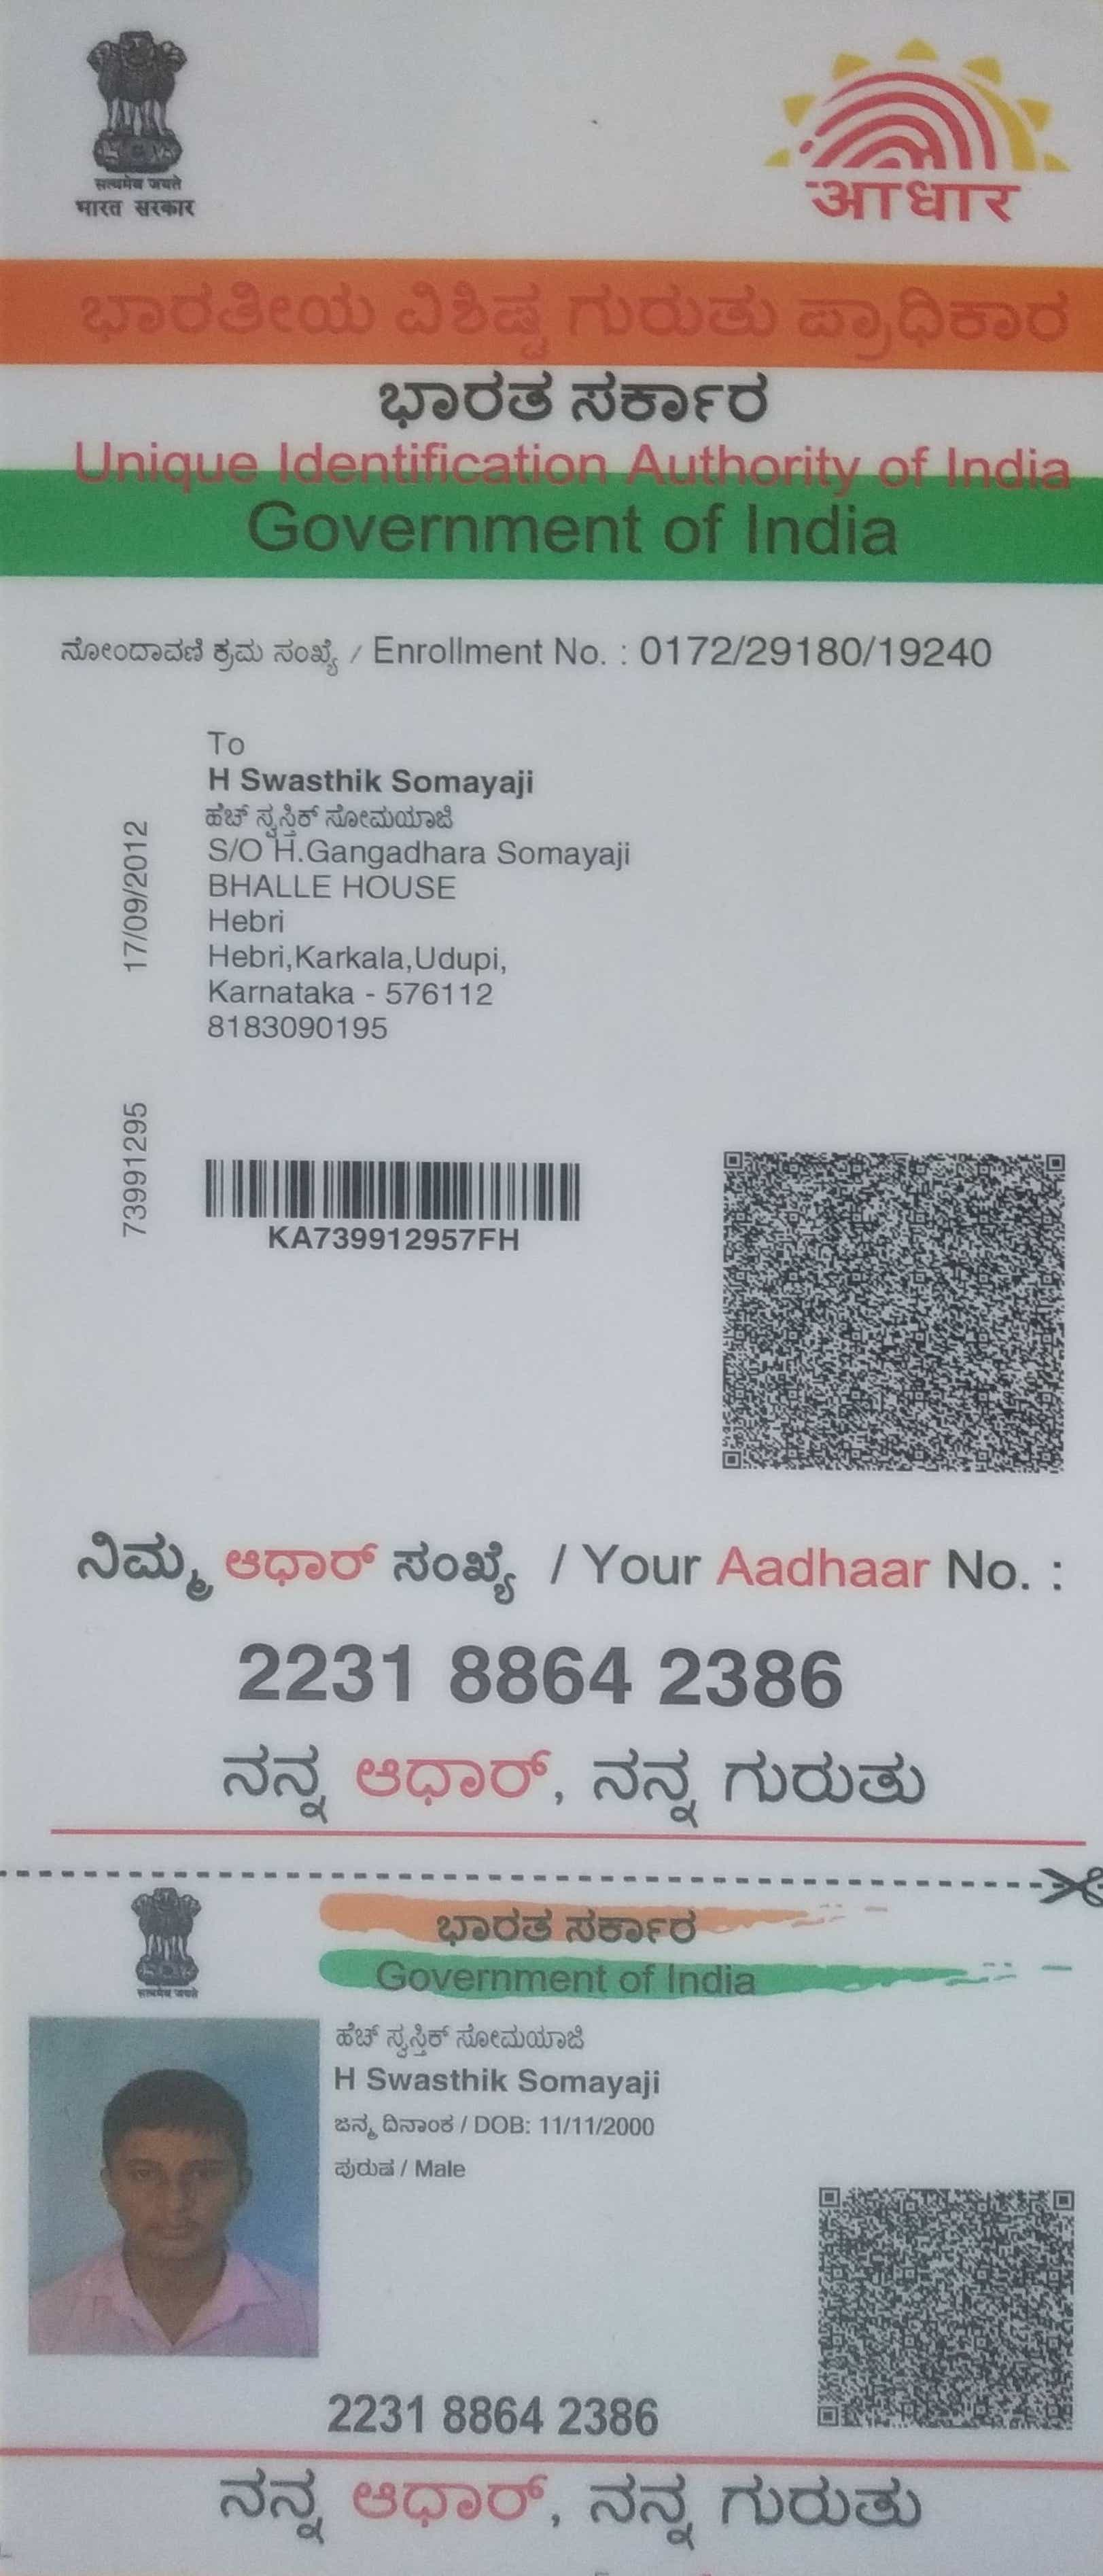 सत्यमेव जयते
भारत सरकार
आधार
ಭಾರತೀಯ ವಿಶಿಷ್ಟ ಗುರುತು ಪ್ರಾಧಿಕಾರ
ಭಾರತ ಸರ್ಕಾರ
Unique Identification Authority of India
Government of India
ನೋಂದಾವಣೆ ಕ್ರಮ ಸಂಖ್ಯೆ / Enrollment No. : 0172/29180/19240
To
H Swasthik Somayaji
ಹೆಚ್ ಸ್ವಸ್ತಿಕ್ ಸೋಮಯಾಜಿ
S/O H.Gangadhara Somayaji
BHALLE HOUSE
Hebri
Hebri,Karkala,Udupi,
Karnataka - 576112
8183090195
17/09/2012
73991295
KA739912957FH
ನಿಮ್ಮ ಆಧಾರ್ ಸಂಖ್ಯೆ / Your Aadhaar No. :
2231 8864 2386
ನನ್ನ ಆಧಾರ್, ನನ್ನ ಗುರುತು
ಭಾರತ ಸರ್ಕಾರ
Government of India
सत्यमेव जयते
ಹೆಚ್ ಸ್ವಸ್ತಿಕ್ ಸೋಮಯಾಜಿ
H Swasthik Somayaji
ಜನ್ಮ ದಿನಾಂಕ / DOB: 11/11/2000
ಪುರುಷ / Male
2231 8864 2386
ನನ್ನ ಆಧಾರ್, ನನ್ನ ಗುರುತು